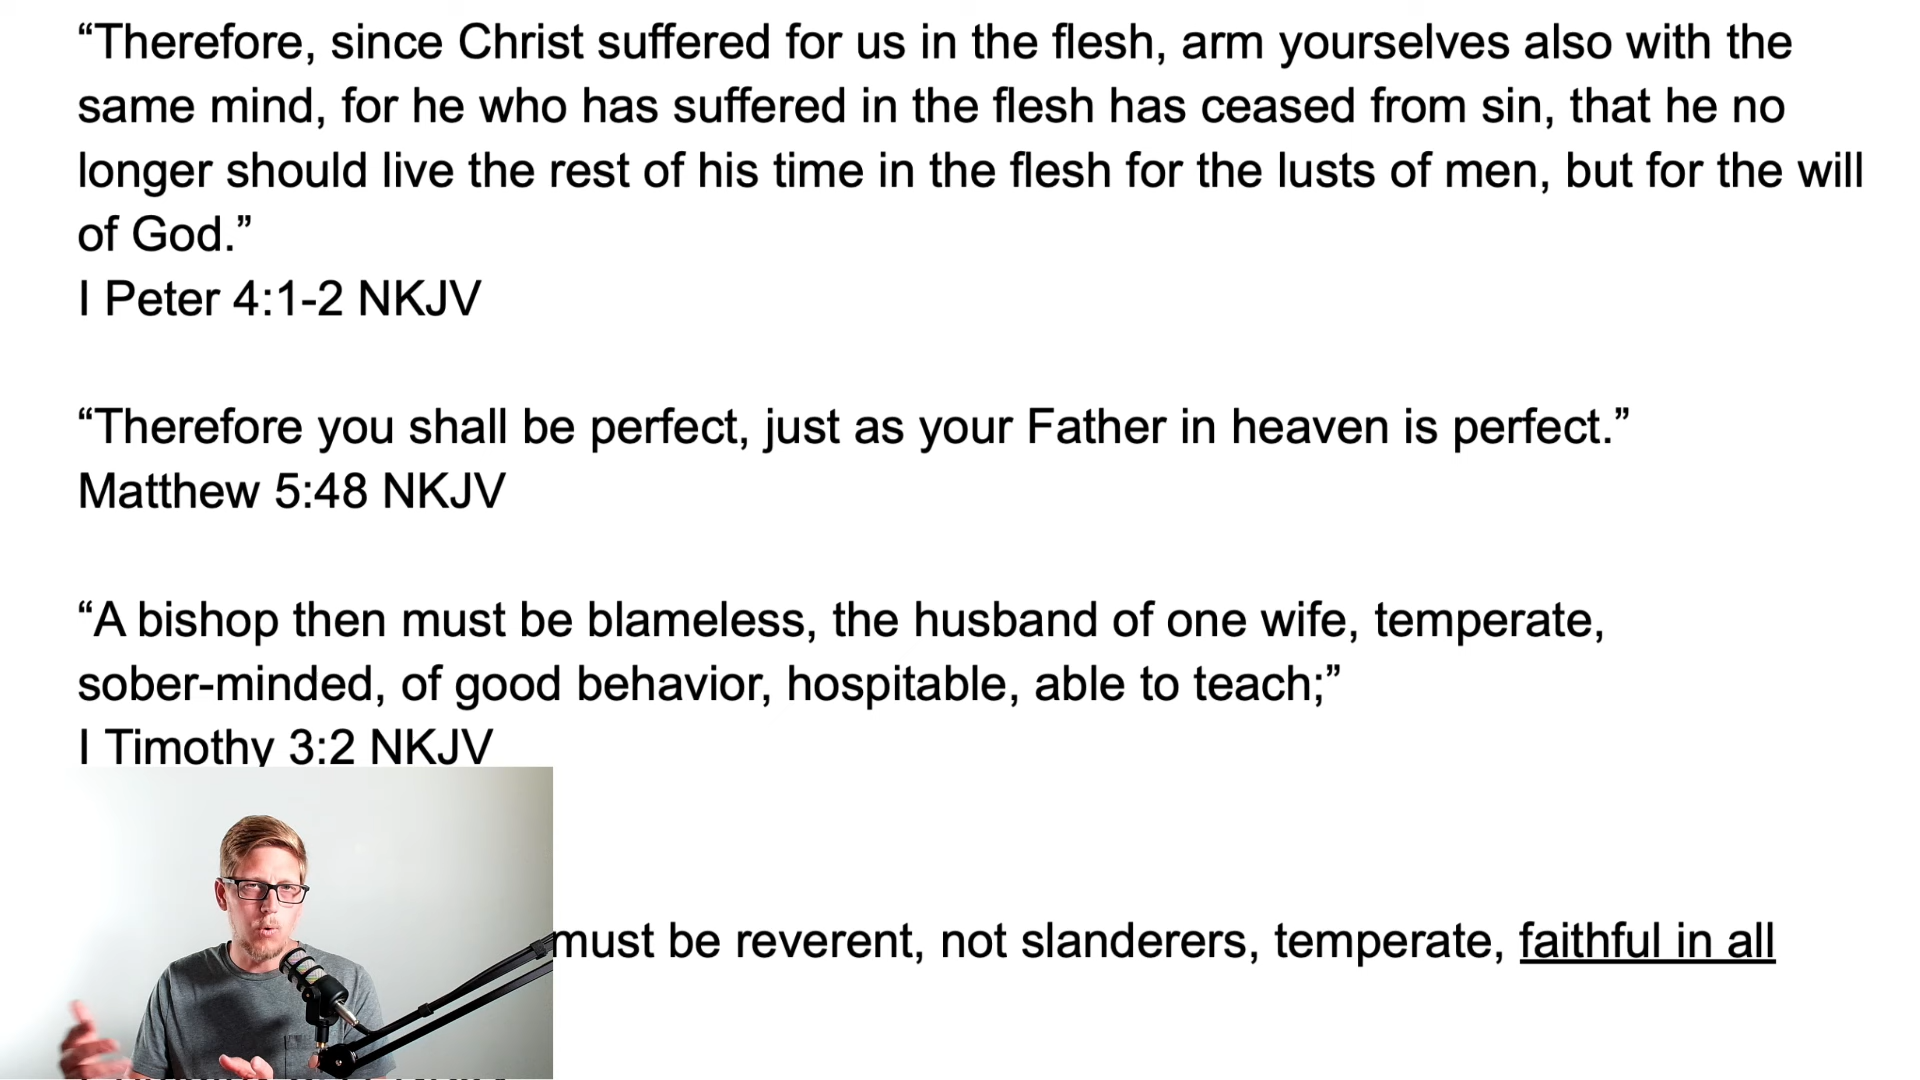 “Therefore, since Christ suffered for us in the flesh, arm yourselves also with the
same mind, for he who has suffered in the flesh has ceased from sin, that he no
longer should live the rest of his time in the flesh for the lusts of men, but for the will
of God.”
I Peter 4:1-2 NKJV
“Therefore you shall be perfect, just as your Father in heaven is perfect.”
Matthew 5:48 NKJV
“A bishop then must be blameless, the husband of one wife, temperate,
sober-minded, of good behavior, hospitable, able to teach;”
I Timothy 3:2 NKJV
must be reverent, not slanderers, temperate, faithful in all